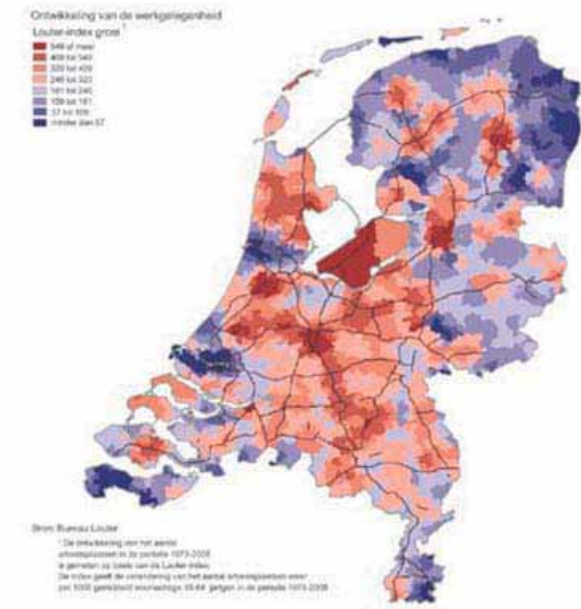 Ontwikkeling van de werkgelegenheid
Louter-index groei ¹
549 of meer
409 tot 549
320 tot 409
246 tot 320
181 tot 246
109 tot 181
57 tot 109
minder dan 57
Bron: Bureau Louter
¹ De ontwikkeling van het aantal
arbeidsplaatsen in de periode 1973-2008
is gemeten op basis van de Louter-index.
De index geeft de verandering van het aantal arbeidsplaatsen weer
per 1000 15-64 jarigen in de periode 1973-2008